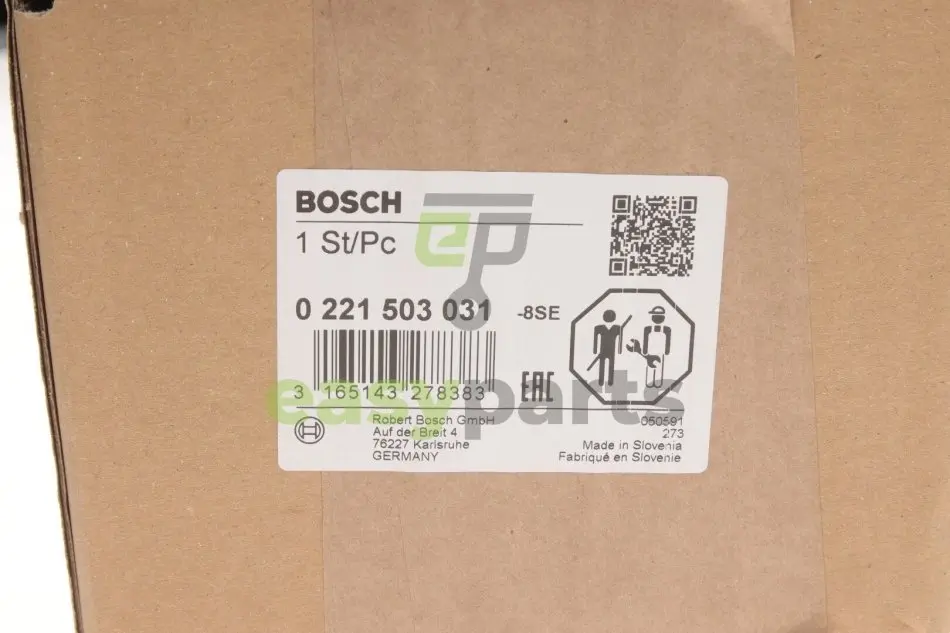 BOSCH
1 St/Pc
ep
0 221 503 031 -8SE
3 165143 278383
EAC
easyparts
Robert Bosch GmbH
Auf der Breit 4
76227 Karlsruhe
GERMANY
050591
273
Made in Slovenia
Fabriqué en Slovenie